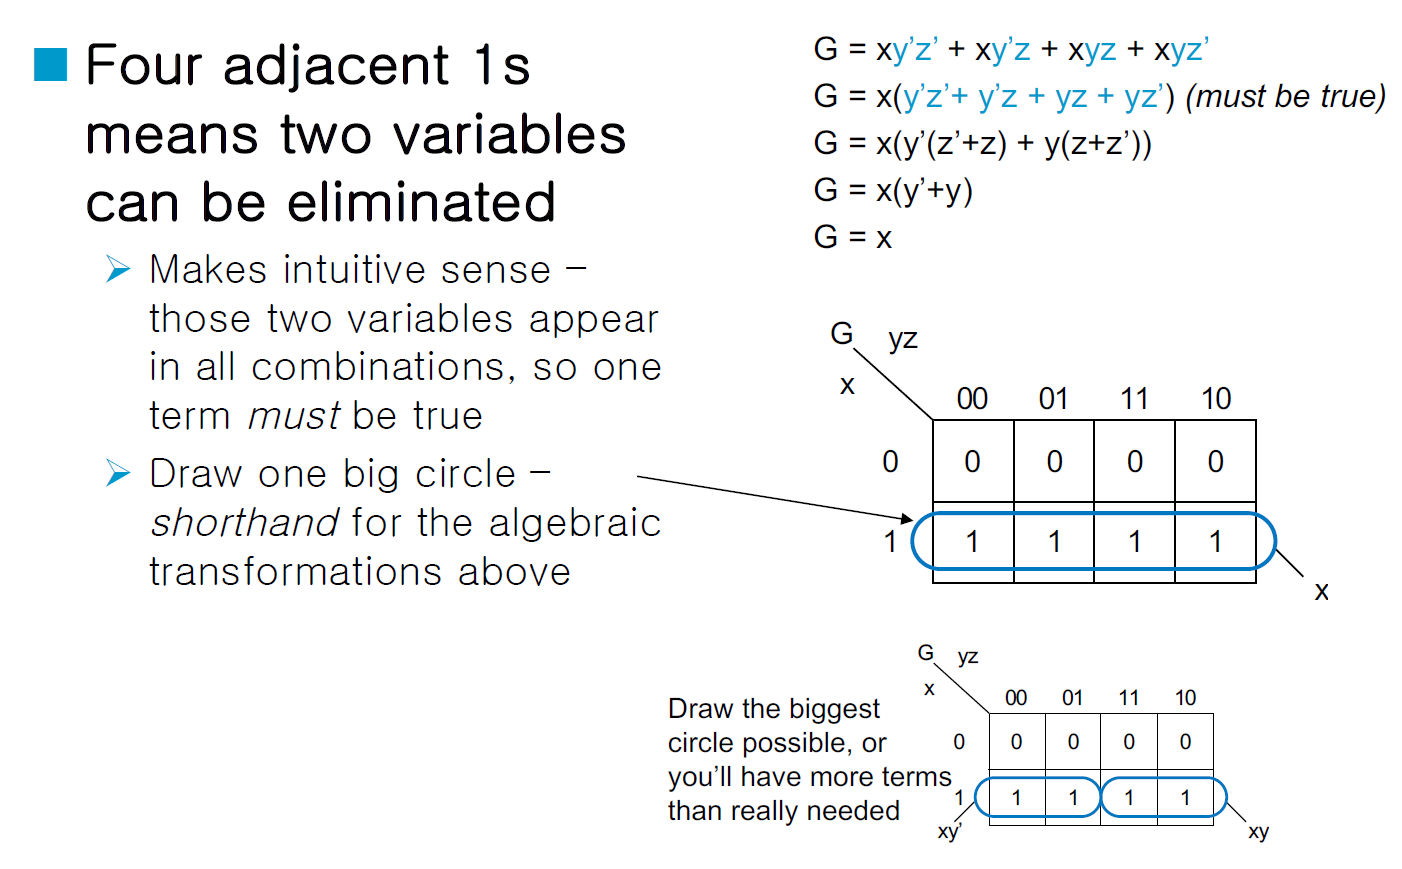 Four adjacent 1s
means two variables
can be eliminated
Makes intuitive sense –
those two variables appear
in all combinations, so one
term must be true
Draw one big circle –
shorthand for the algebraic
transformations above
G = xy’z’ + xy’z + xyz + xyz’
G = x(y’z’+ y’z + yz + yz’) (must be true)
G = x(y’(z’+z) + y(z+z’))
G = x(y’+y)
G = x
G yz
x
00 01 11 10
0 0 0 0 0
1 1 1 1 1
x
Draw the biggest
circle possible, or
you’ll have more terms
than really needed
G yz
x
00 01 11 10
0 0 0 0 0
1 1 1 1 1
xy’ xy